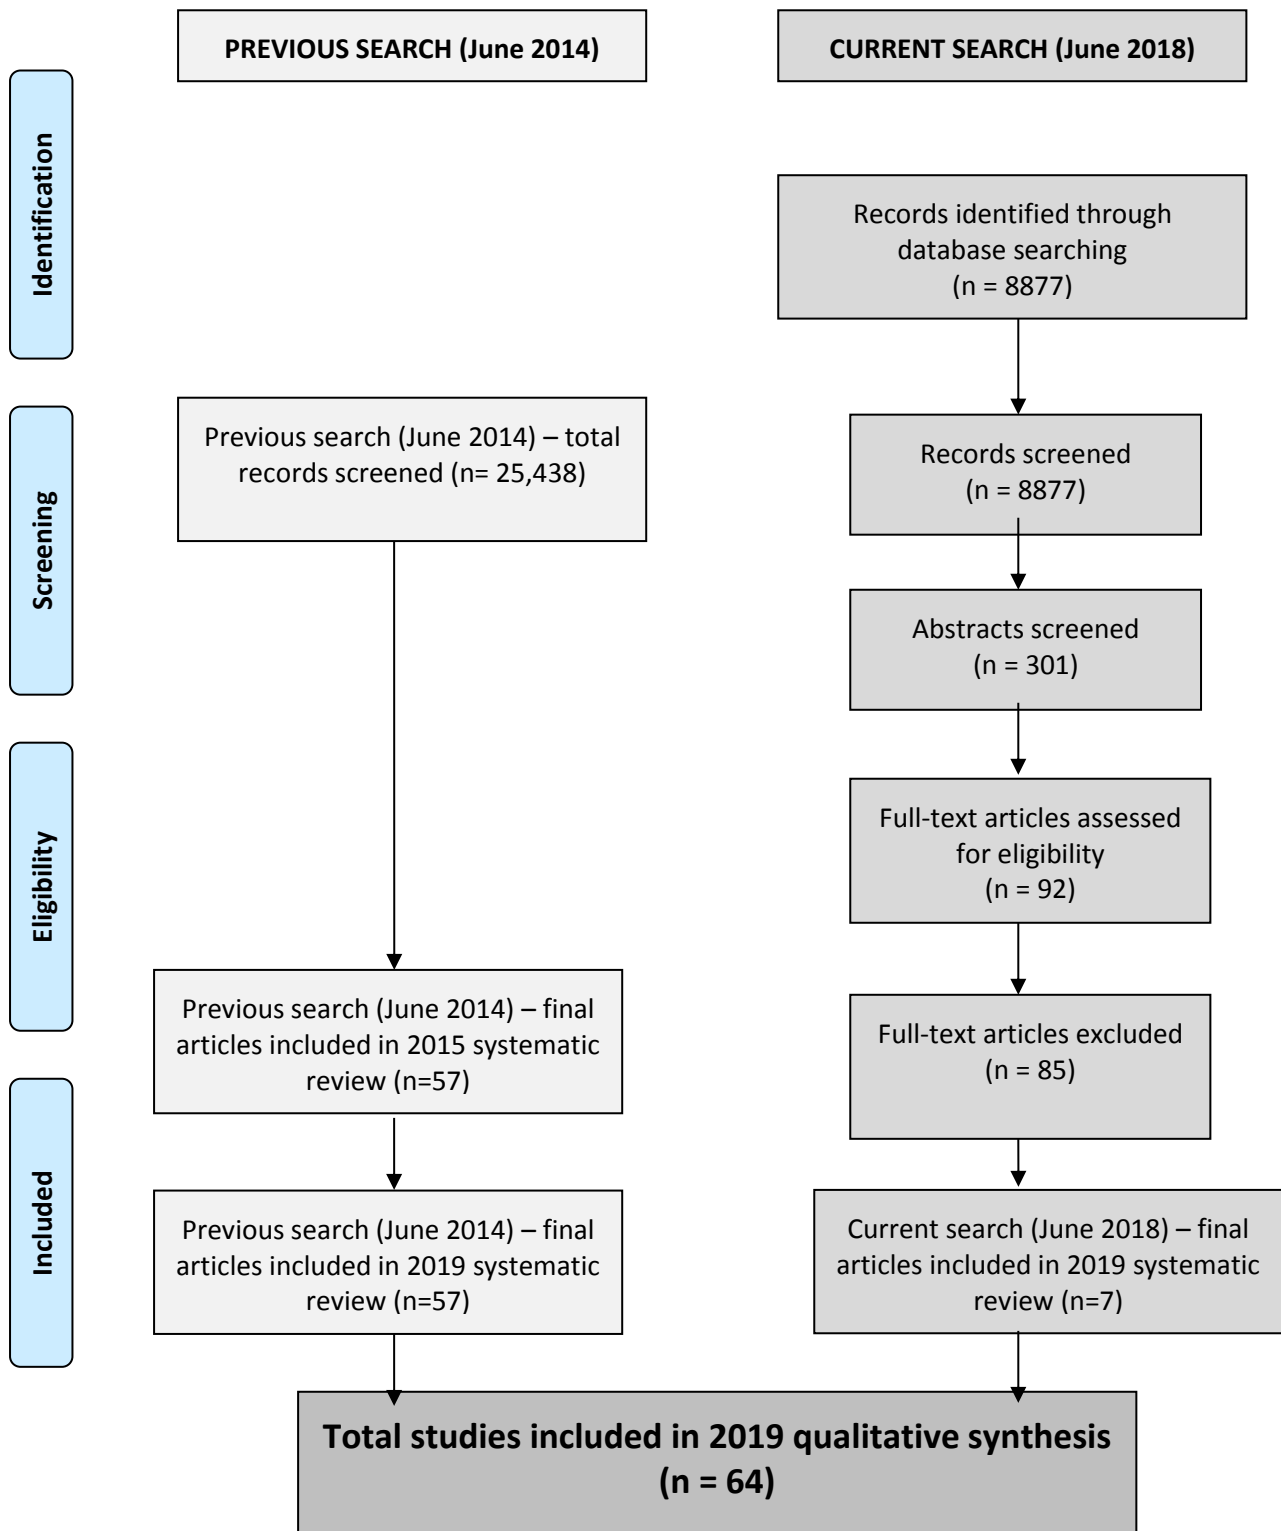 PREVIOUS SEARCH (June 2014)
CURRENT SEARCH (June 2018)
Identification
Records identified through
database searching
(n = 8877)
Screening
Previous search (June 2014) – total
records screened (n= 25,438)
Records screened
(n = 8877)
Abstracts screened
(n = 301)
Eligibility
Full-text articles assessed
for eligibility
(n = 92)
Previous search (June 2014) – final
articles included in 2015 systematic
review (n=57)
Full-text articles excluded
(n = 85)
Included
Previous search (June 2014) – final
articles included in 2019 systematic
review (n=57)
Current search (June 2018) – final
articles included in 2019 systematic
review (n=7)
Total studies included in 2019 qualitative synthesis
(n = 64)